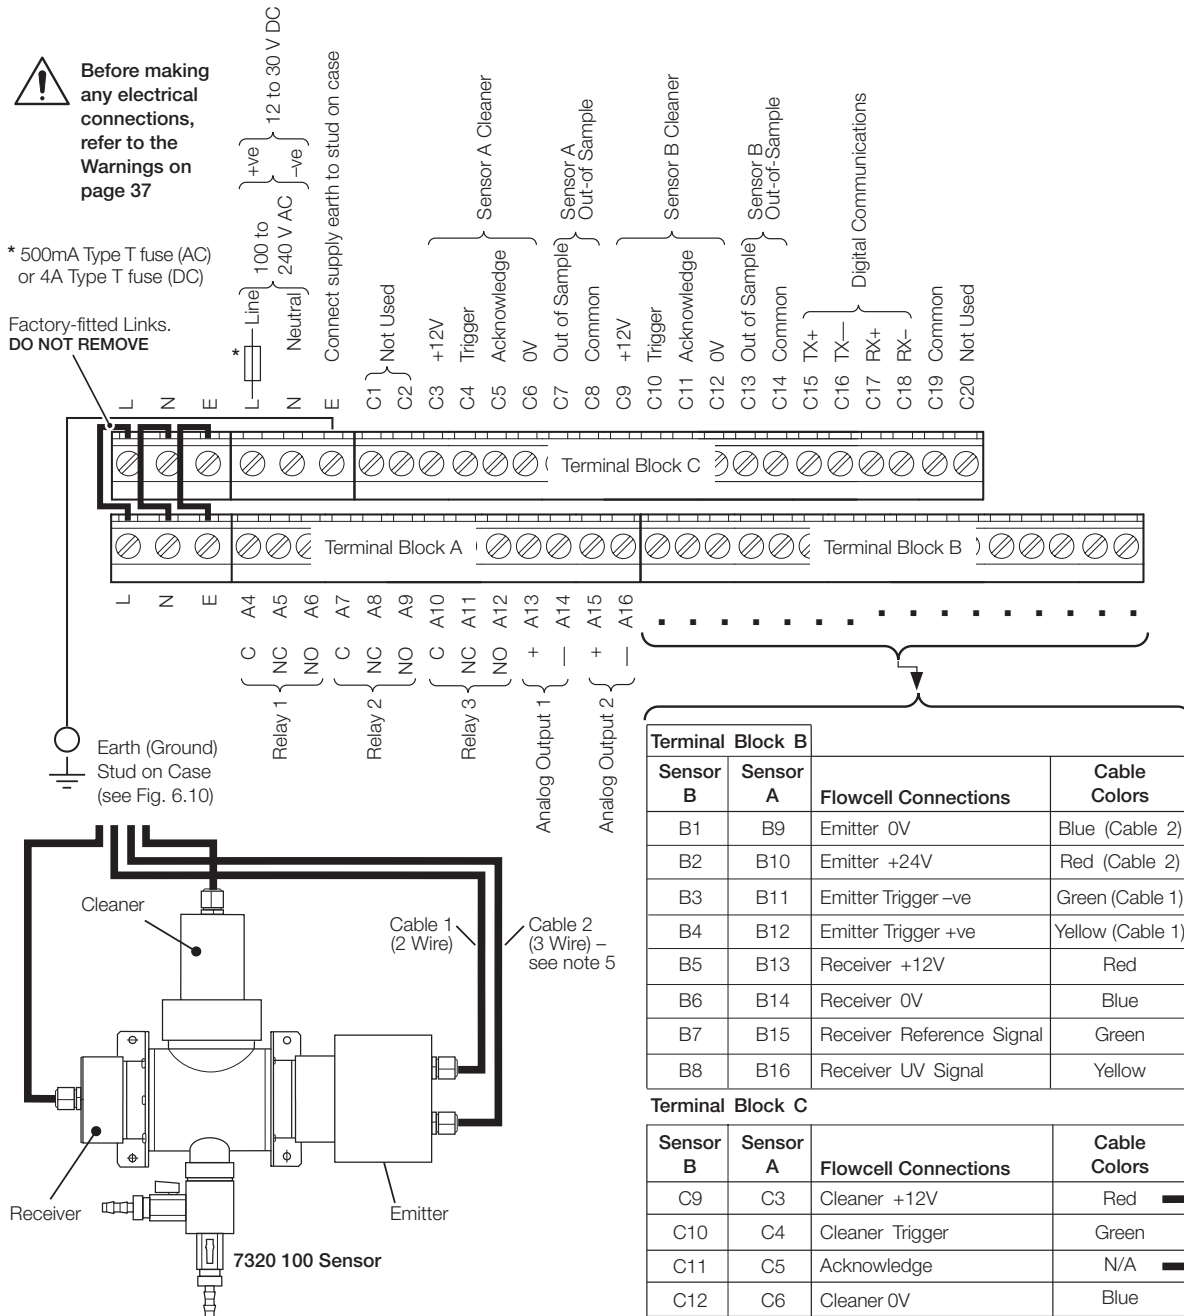 Before making
any electrical
connections,
refer to the
Warnings on
page 37
* 500mA Type T fuse (AC)
or 4A Type T fuse (DC)
Factory-fitted Links.
DO NOT REMOVE
12 to 30 V DC
+ve
–ve
100 to
240 V AC
Line
Neutral
*
Connect supply earth to stud on case
Not Used
Sensor A Cleaner
+12V
Trigger
Acknowledge
0V
Sensor A
Out-of Sample
Out of Sample
Common
Sensor B Cleaner
+12V
Trigger
Acknowledge
0V
Sensor B
Out-of-Sample
Out of Sample
Common
Digital Communications
TX+
TX—
RX+
RX–
Common
Not Used
L N E L N E C1 C2 C3 C4 C5 C6 C7 C8 C9 C10 C11 C12 C13 C14 C15 C16 C17 C18 C19 C20
Terminal Block C
Terminal Block A
Terminal Block B
L N E A4 A5 A6 A7 A8 A9 A10 A11 A12 A13 A14 A15 A16
C NC NO C NC NO C NC NO + — + —
Relay 1
Relay 2
Relay 3
Analog Output 1
Analog Output 2
Earth (Ground)
Stud on Case
(see Fig. 6.10)
Cleaner
Cable 1
(2 Wire)
Cable 2
(3 Wire) –
see note 5
Receiver
Emitter
7320 100 Sensor
Terminal Block B
Sensor B Sensor A Flowcell Connections Cable Colors
B1 B9 Emitter 0V Blue (Cable 2)
B2 B10 Emitter +24V Red (Cable 2)
B3 B11 Emitter Trigger –ve Green (Cable 1)
B4 B12 Emitter Trigger +ve Yellow (Cable 1)
B5 B13 Receiver +12V Red
B6 B14 Receiver 0V Blue
B7 B15 Receiver Reference Signal Green
B8 B16 Receiver UV Signal Yellow
Terminal Block C
Sensor B Sensor A Flowcell Connections Cable Colors
C9 C3 Cleaner +12V Red
C10 C4 Cleaner Trigger Green
C11 C5 Acknowledge N/A
C12 C6 Cleaner 0V Blue